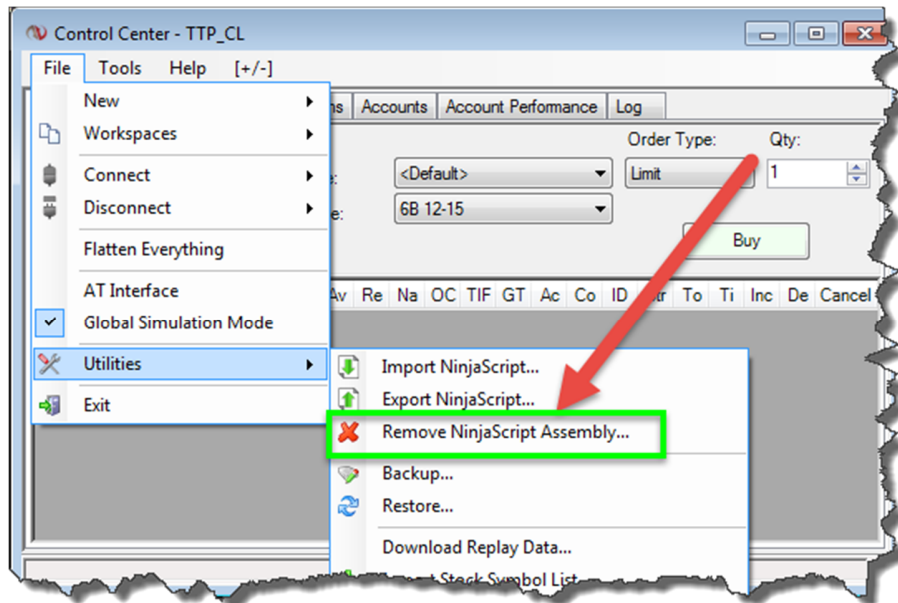 Control Center - TTP_CL
File Tools Help [+/-]
New
Workspaces
Connect
Disconnect
Flatten Everything
AT Interface
Global Simulation Mode
Utilities
Exit
Accounts Account Performance Log
Order Type: Qty:
<Default> Limit 1
6B 12-15
Buy
Av Re Na OC TIF GT Ac Co ID To Ti Inc De Cancel
Import NinjaScript...
Export NinjaScript...
Remove NinjaScript Assembly...
Backup...
Restore...
Download Replay Data...
Stock Symbol List